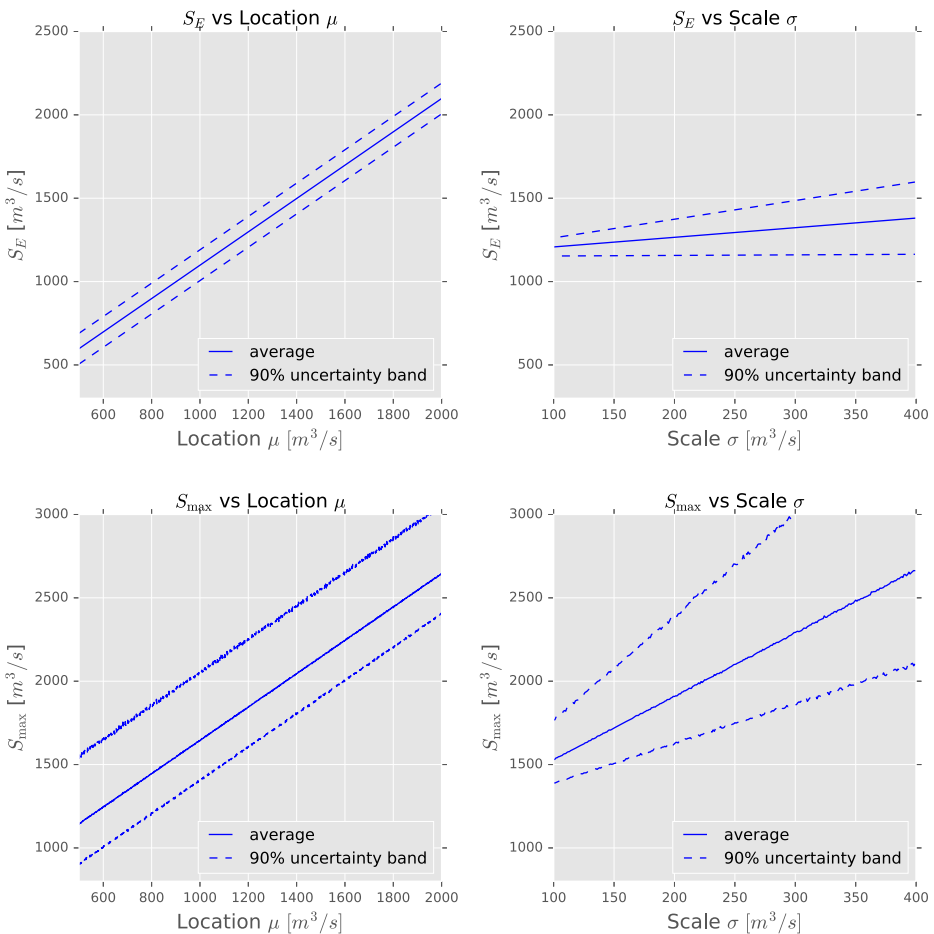 S_E vs Location μ
2500
2000
1500
1000
500
S_E [m^3/s]
average
90% uncertainty band
600 800 1000 1200 1400 1600 1800 2000
Location μ [m^3/s]
S_E vs Scale σ
2500
2000
1500
1000
500
S_E [m^3/s]
average
90% uncertainty band
100 150 200 250 300 350 400
Scale σ [m^3/s]
S_max vs Location μ
3000
2500
2000
1500
1000
S_max [m^3/s]
average
90% uncertainty band
600 800 1000 1200 1400 1600 1800 2000
Location μ [m^3/s]
S_max vs Scale σ
3000
2500
2000
1500
1000
S_max [m^3/s]
average
90% uncertainty band
100 150 200 250 300 350 400
Scale σ [m^3/s]